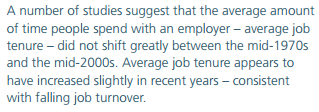 A number of studies suggest that the average amount
of time people spend with an employer – average job
tenure – did not shift greatly between the mid-1970s
and the mid-2000s. Average job tenure appears to
have increased slightly in recent years – consistent
with falling job turnover.